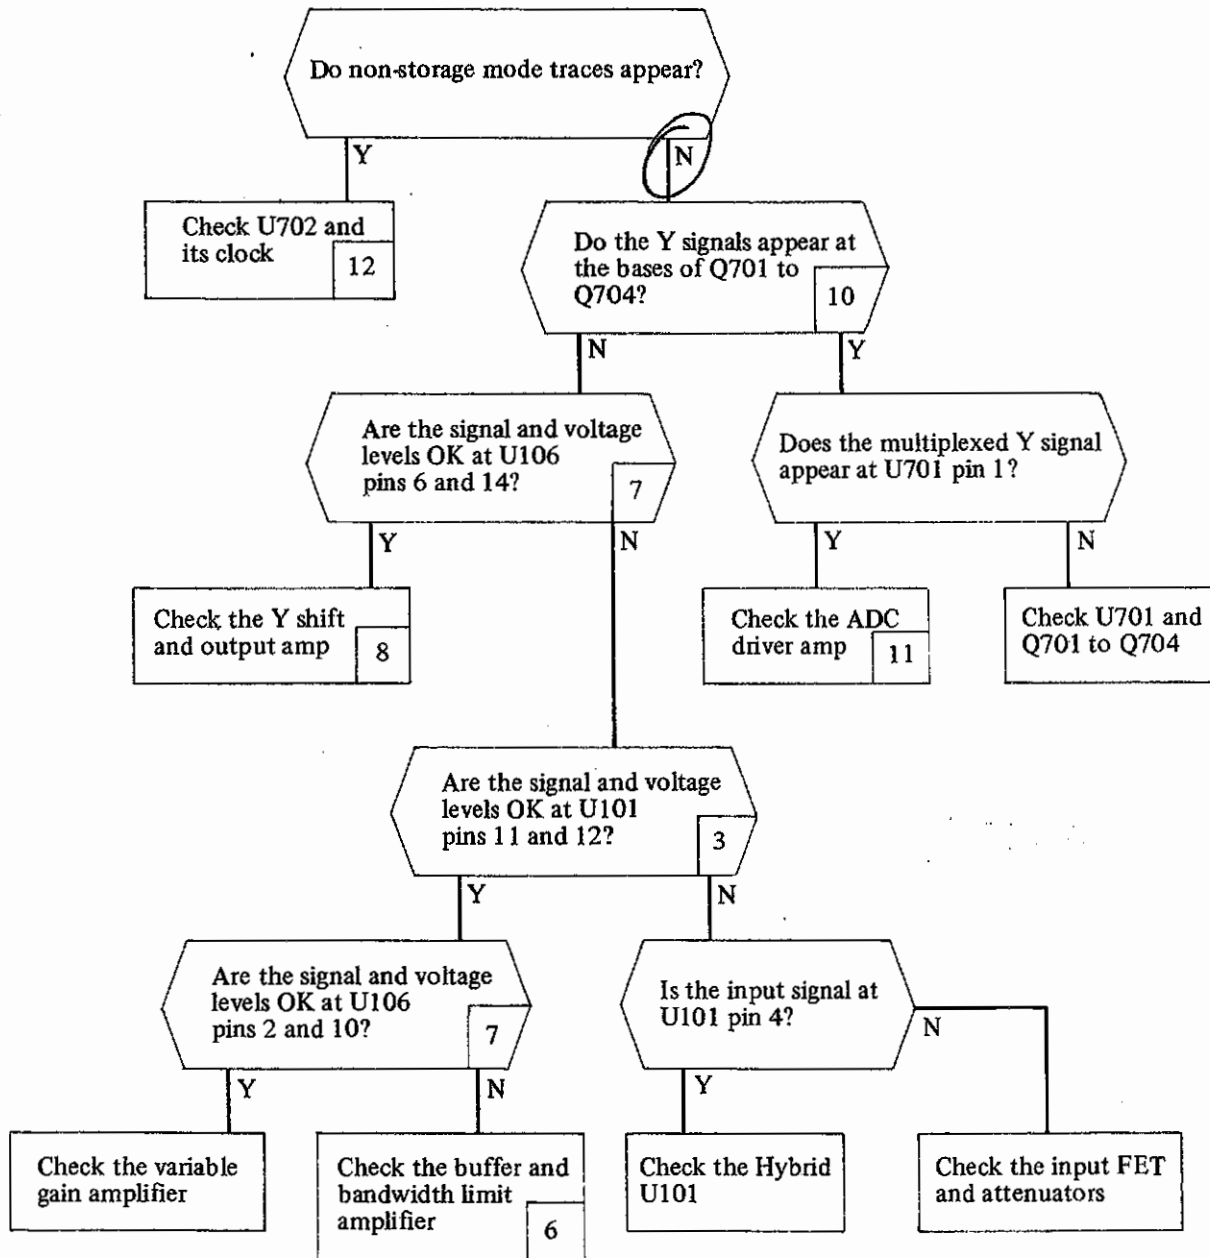 Do non-storage mode traces appear?
Y
N
Check U702 and
its clock
12
Do the Y signals appear at
the bases of Q701 to
Q704?
10
N
Y
Are the signal and voltage
levels OK at U106
pins 6 and 14?
7
Does the multiplexed Y signal
appear at U701 pin 1?
Y
N
Y
N
Check the Y shift
and output amp
8
Check the ADC
driver amp
11
Check U701 and
Q701 to Q704
Are the signal and voltage
levels OK at U101
pins 11 and 12?
3
Y
N
Are the signal and voltage
levels OK at U106
pins 2 and 10?
7
Is the input signal at
U101 pin 4?
N
Y
N
Y
Check the variable
gain amplifier
Check the buffer and
bandwidth limit
amplifier
6
Check the Hybrid
U101
Check the input FET
and attenuators